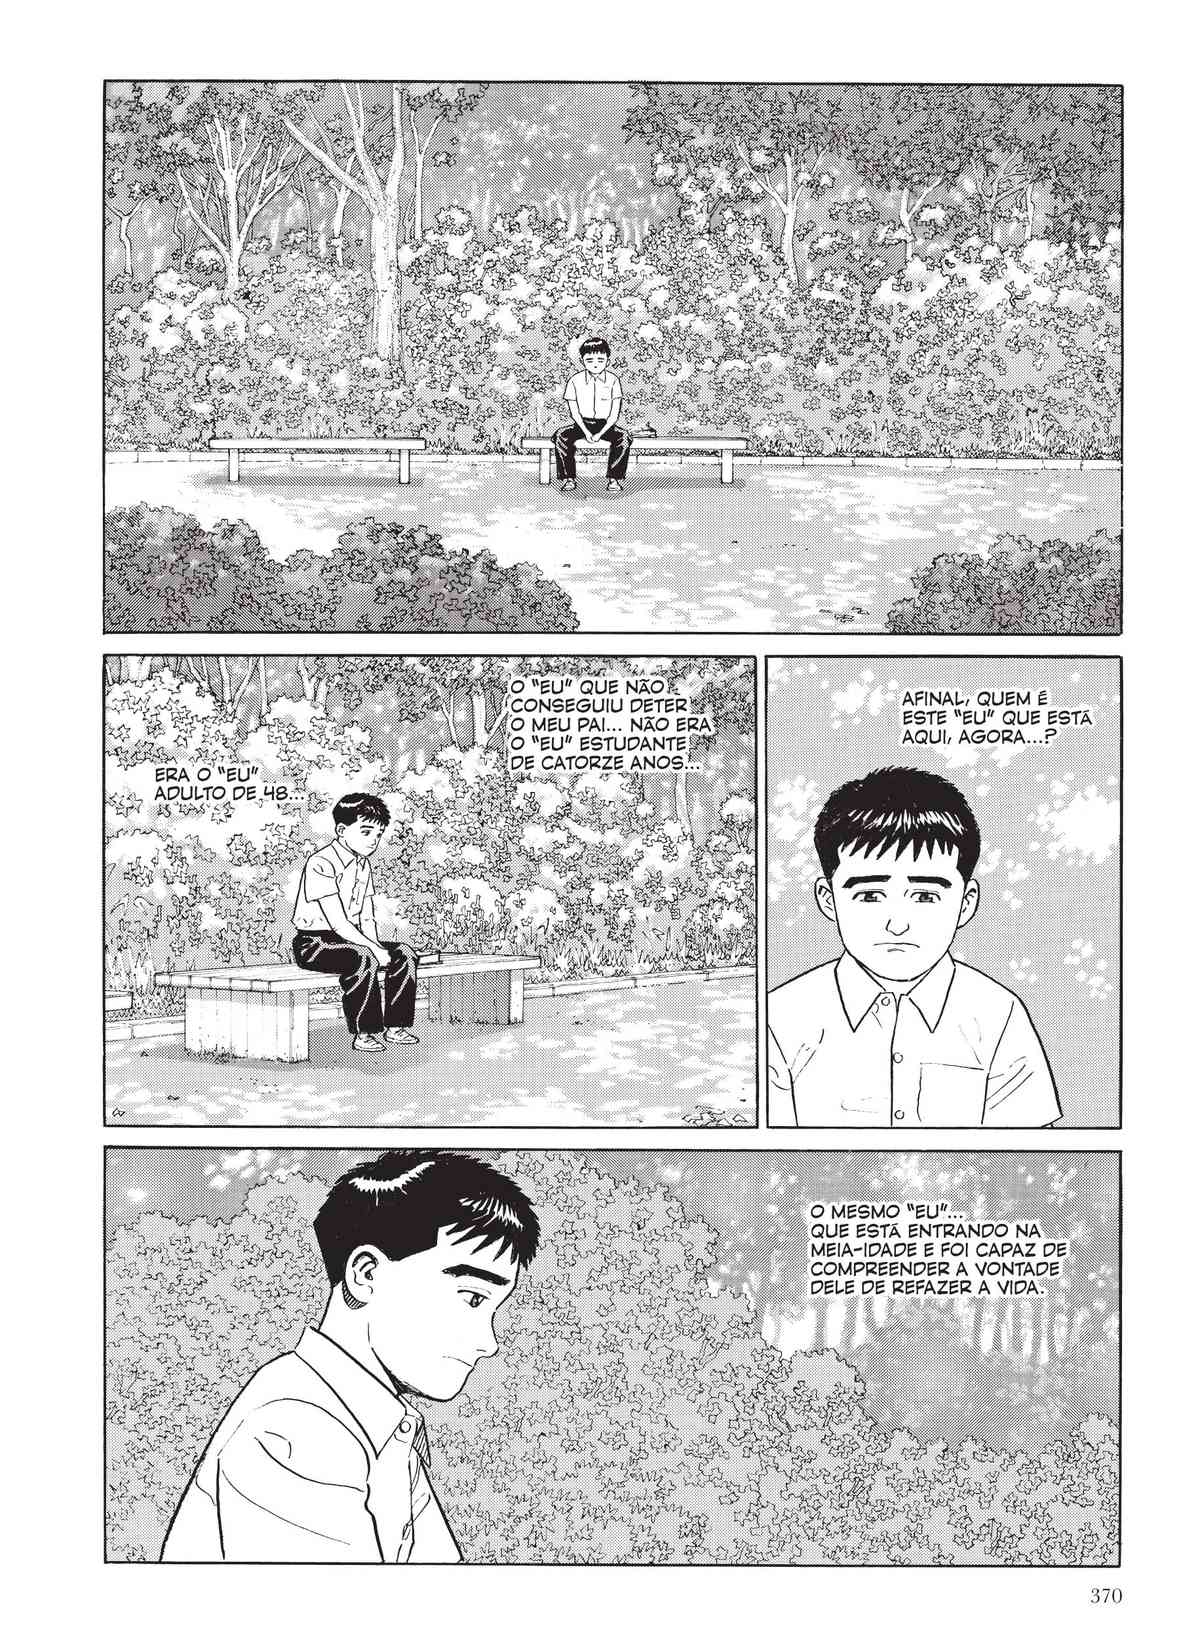 AFINAL, QUEM É
ESTE "EU" QUE ESTÁ
AQUI, AGORA...?
O "EU" QUE NÃO
CONSEGUIU DETER
O MEU PAI... NÃO ERA
O "EU" ESTUDANTE
DE CATORZE ANOS...
ERA O "EU"
ADULTO DE 48...
O MESMO "EU"...
QUE ESTÁ ENTRANDO NA
MEIA-IDADE E FOI CAPAZ DE
COMPREENDER A VONTADE
DELE DE REFAZER A VIDA.
370